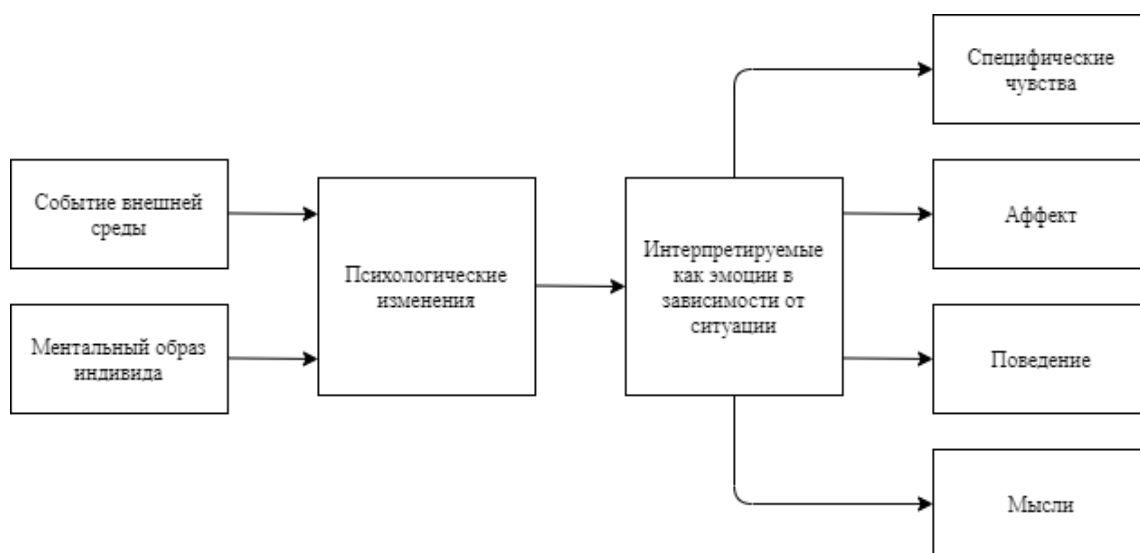 Событие внешней
среды
Ментальный образ
индивида
Психологические
изменения
Интерпретируемые
как эмоции в
зависимости от
ситуации
Специфические
чувства
Аффект
Поведение
Мысли